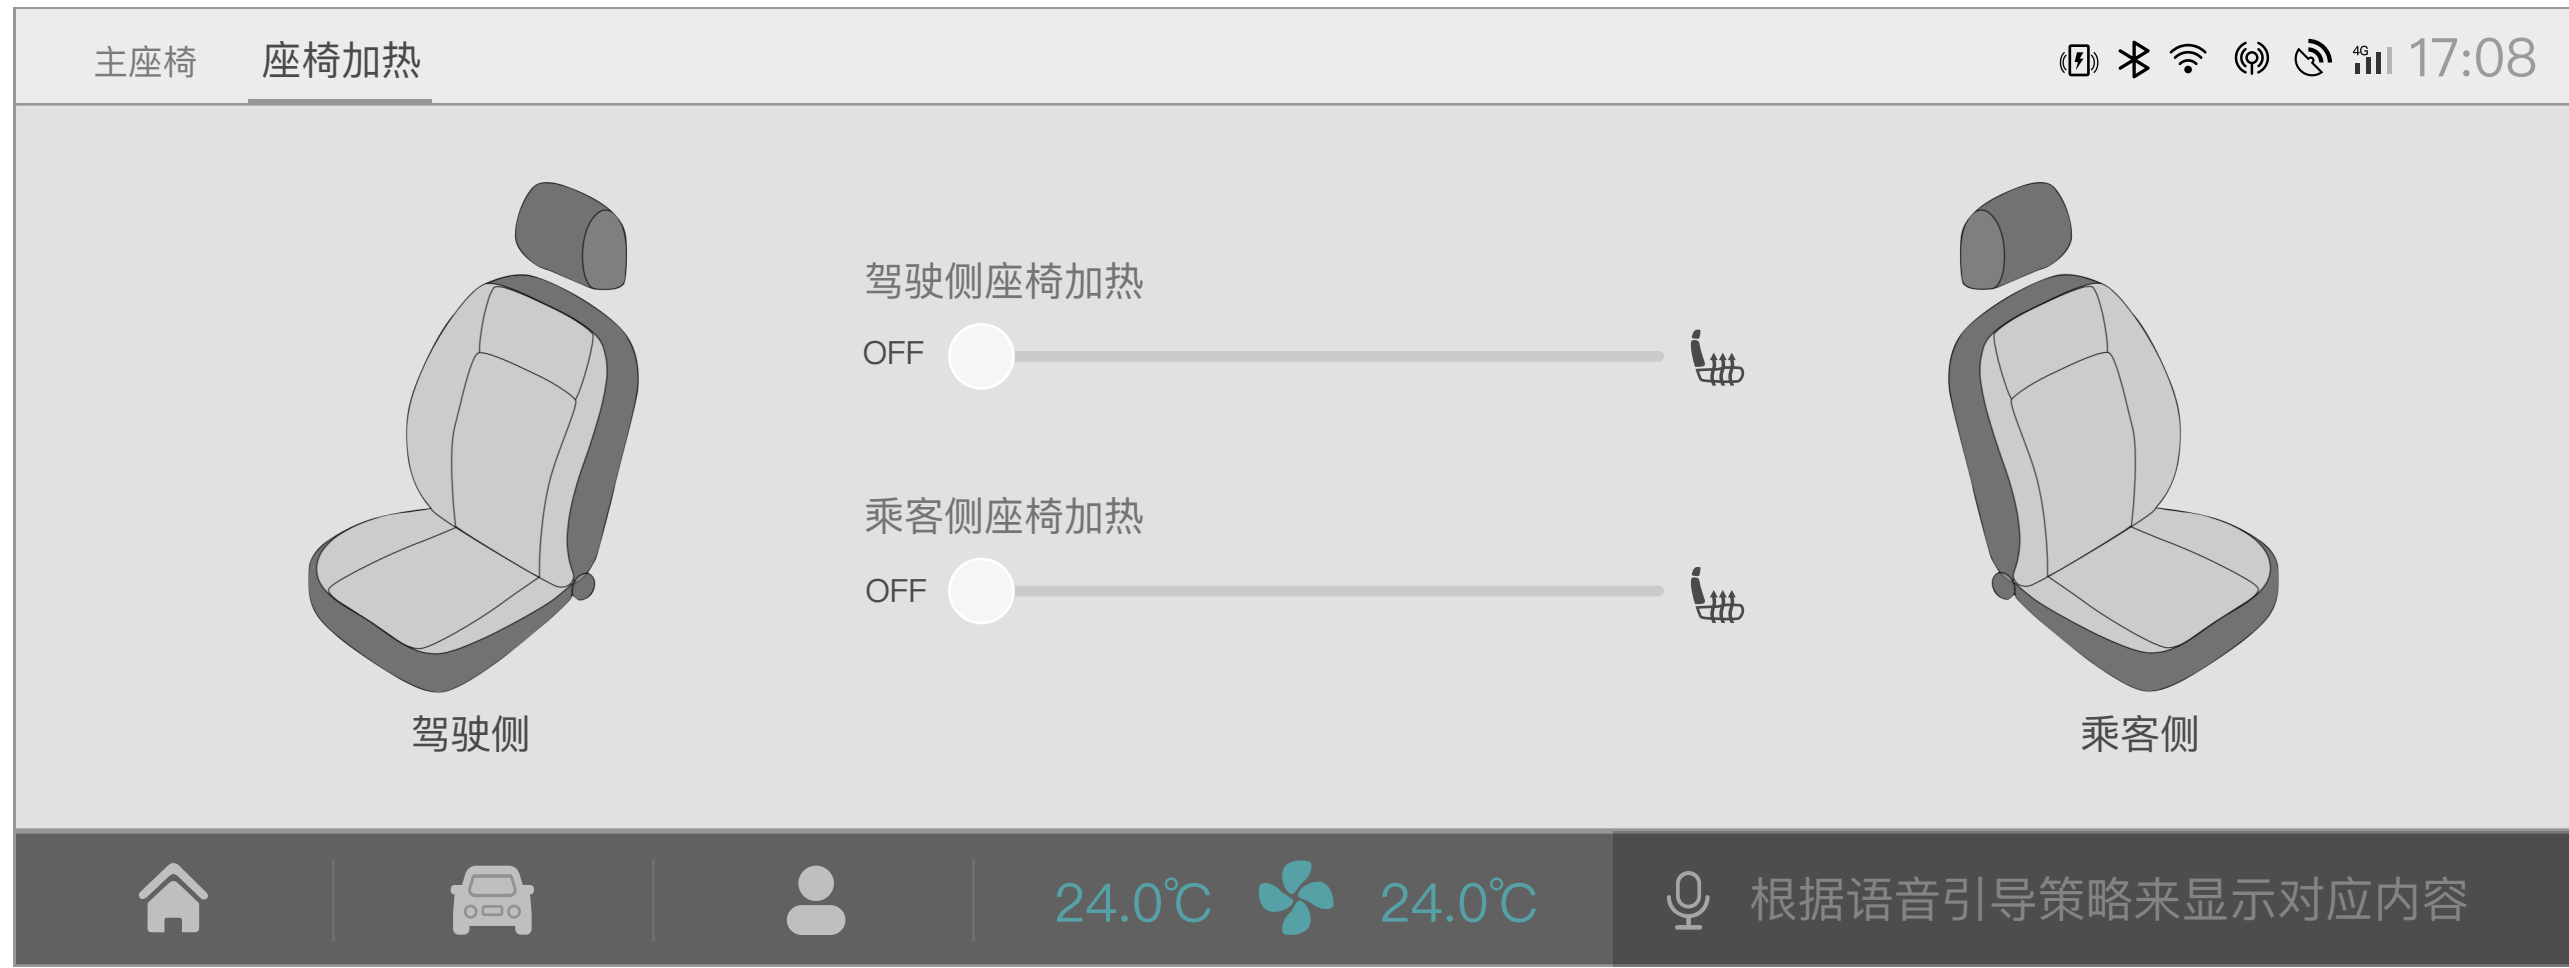 主座椅 座椅加热 4G 17:08
驾驶侧座椅加热
OFF
乘客侧座椅加热
OFF
驾驶侧 乘客侧
24.0℃ 24.0℃ 根据语音引导策略来显示对应内容